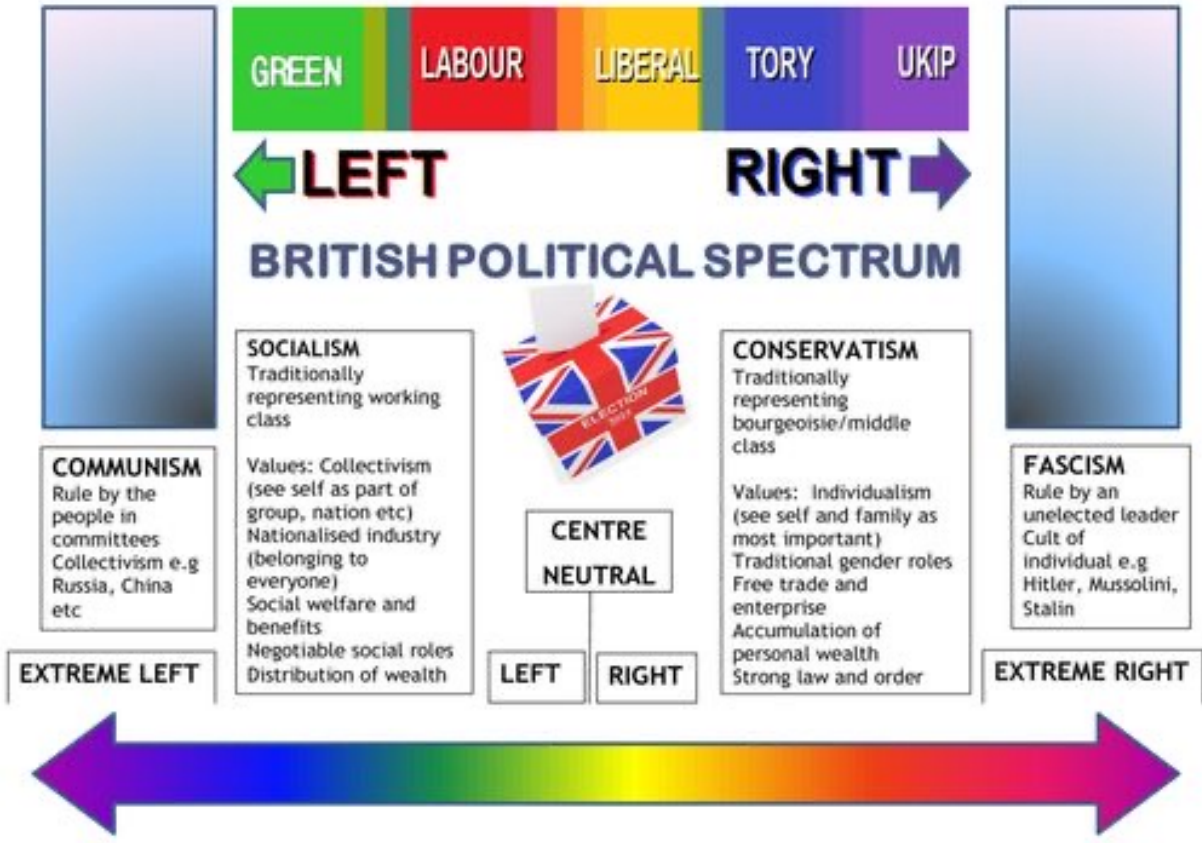 GREEN
LABOUR
LIBERAL
TORY
UKIP
LEFT
RIGHT
BRITISH POLITICAL SPECTRUM
COMMUNISM
Rule by the
people in
committees
Collectivism e.g
Russia, China
etc
EXTREME LEFT
SOCIALISM
Traditionally
representing working
class
Values: Collectivism
(see self as part of
group, nation etc)
Nationalised industry
(belonging to
everyone)
Social welfare and
benefits
Negotiable social roles
Distribution of wealth
ELECTION
CENTRE
NEUTRAL
LEFT
RIGHT
CONSERVATISM
Traditionally
representing
bourgeoisie/middle
class
Values: Individualism
(see self and family as
most important)
Traditional gender roles
Free trade and
enterprise
Accumulation of
personal wealth
Strong law and order
FASCISM
Rule by an
unelected leader
Cult of
individual e.g
Hitler, Mussolini,
Stalin
EXTREME RIGHT